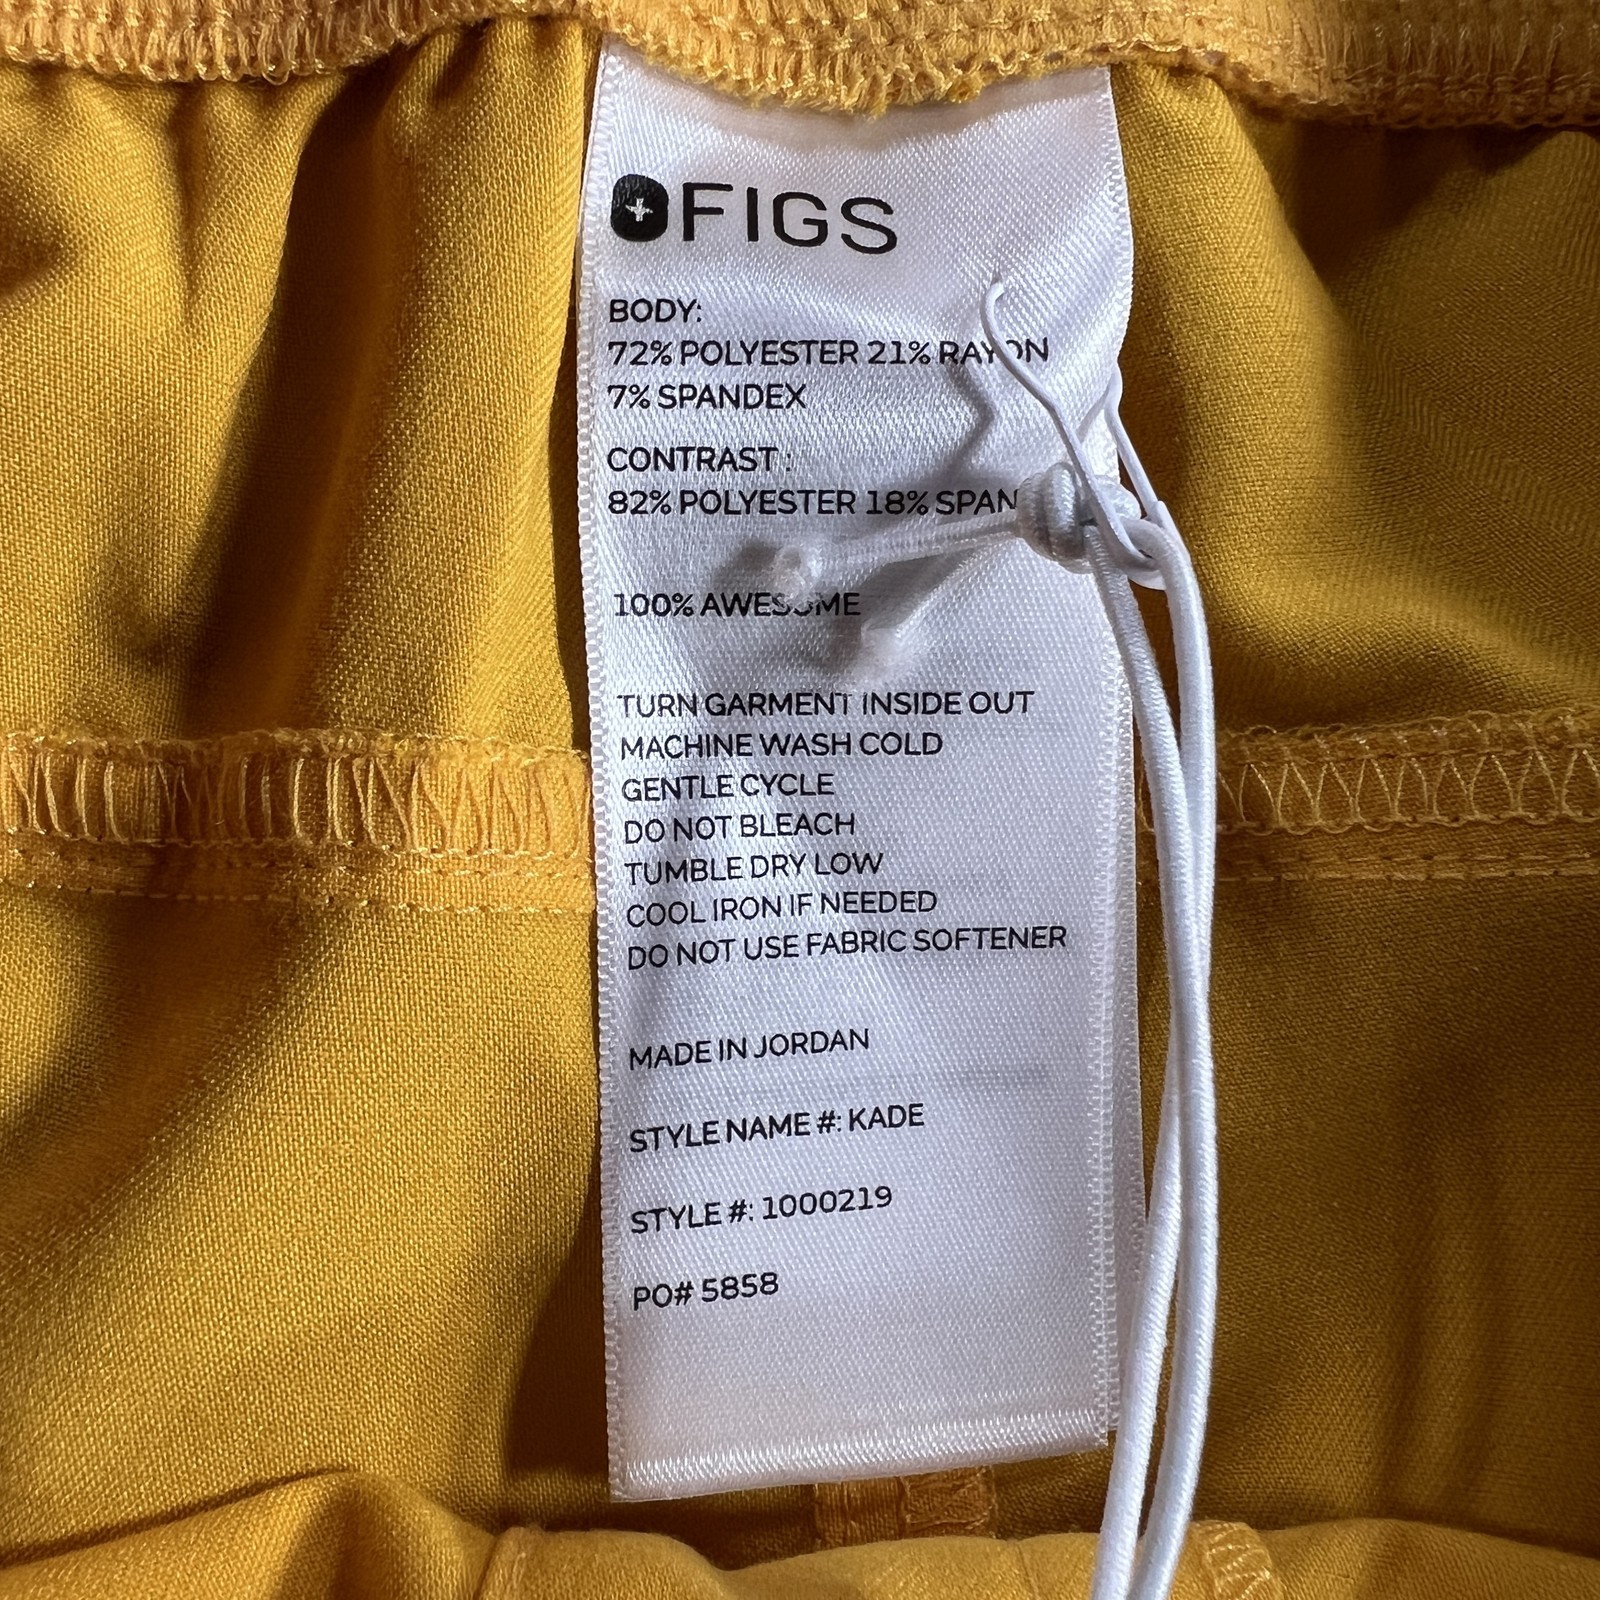 FIGS
BODY:
72% POLYESTER 21% RAYON
7% SPANDEX
CONTRAST :
82% POLYESTER 18% SPAN
100% AWESOME
TURN GARMENT INSIDE OUT
MACHINE WASH COLD
GENTLE CYCLE
DO NOT BLEACH
TUMBLE DRY LOW
COOL IRON IF NEEDED
DO NOT USE FABRIC SOFTENER
MADE IN JORDAN
STYLE NAME #: KADE
STYLE #: 1000219
PO# 5858